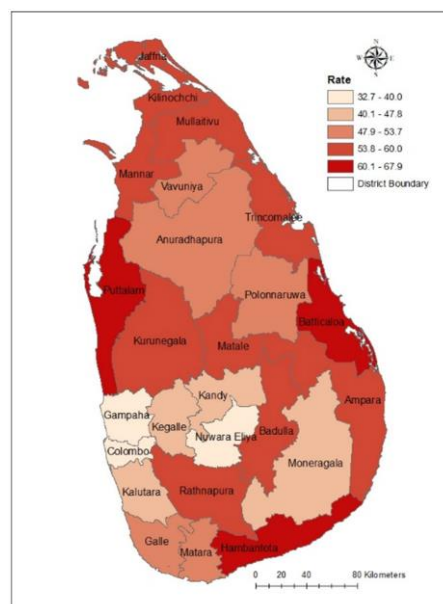 Jaffna
N
W E
S
Kilinochchi
Rate
32.7 - 40.0
40.1 - 47.8
47.9 - 53.7
53.8 - 60.0
60.1 - 67.9
District Boundary
Mullaitivu
Mannar
Vavuniya
Trincomalee
Anuradhapura
Polonnaruwa
Puttalam
Batticaloa
Kurunegala
Matale
Kandy
Ampara
Gampaha
Kegalle
Nuwara Eliya
Badulla
Colombo
Moneragala
Kalutara
Rathnapura
Galle
Matara
Hambantota
0 20 40 80 Kilometers